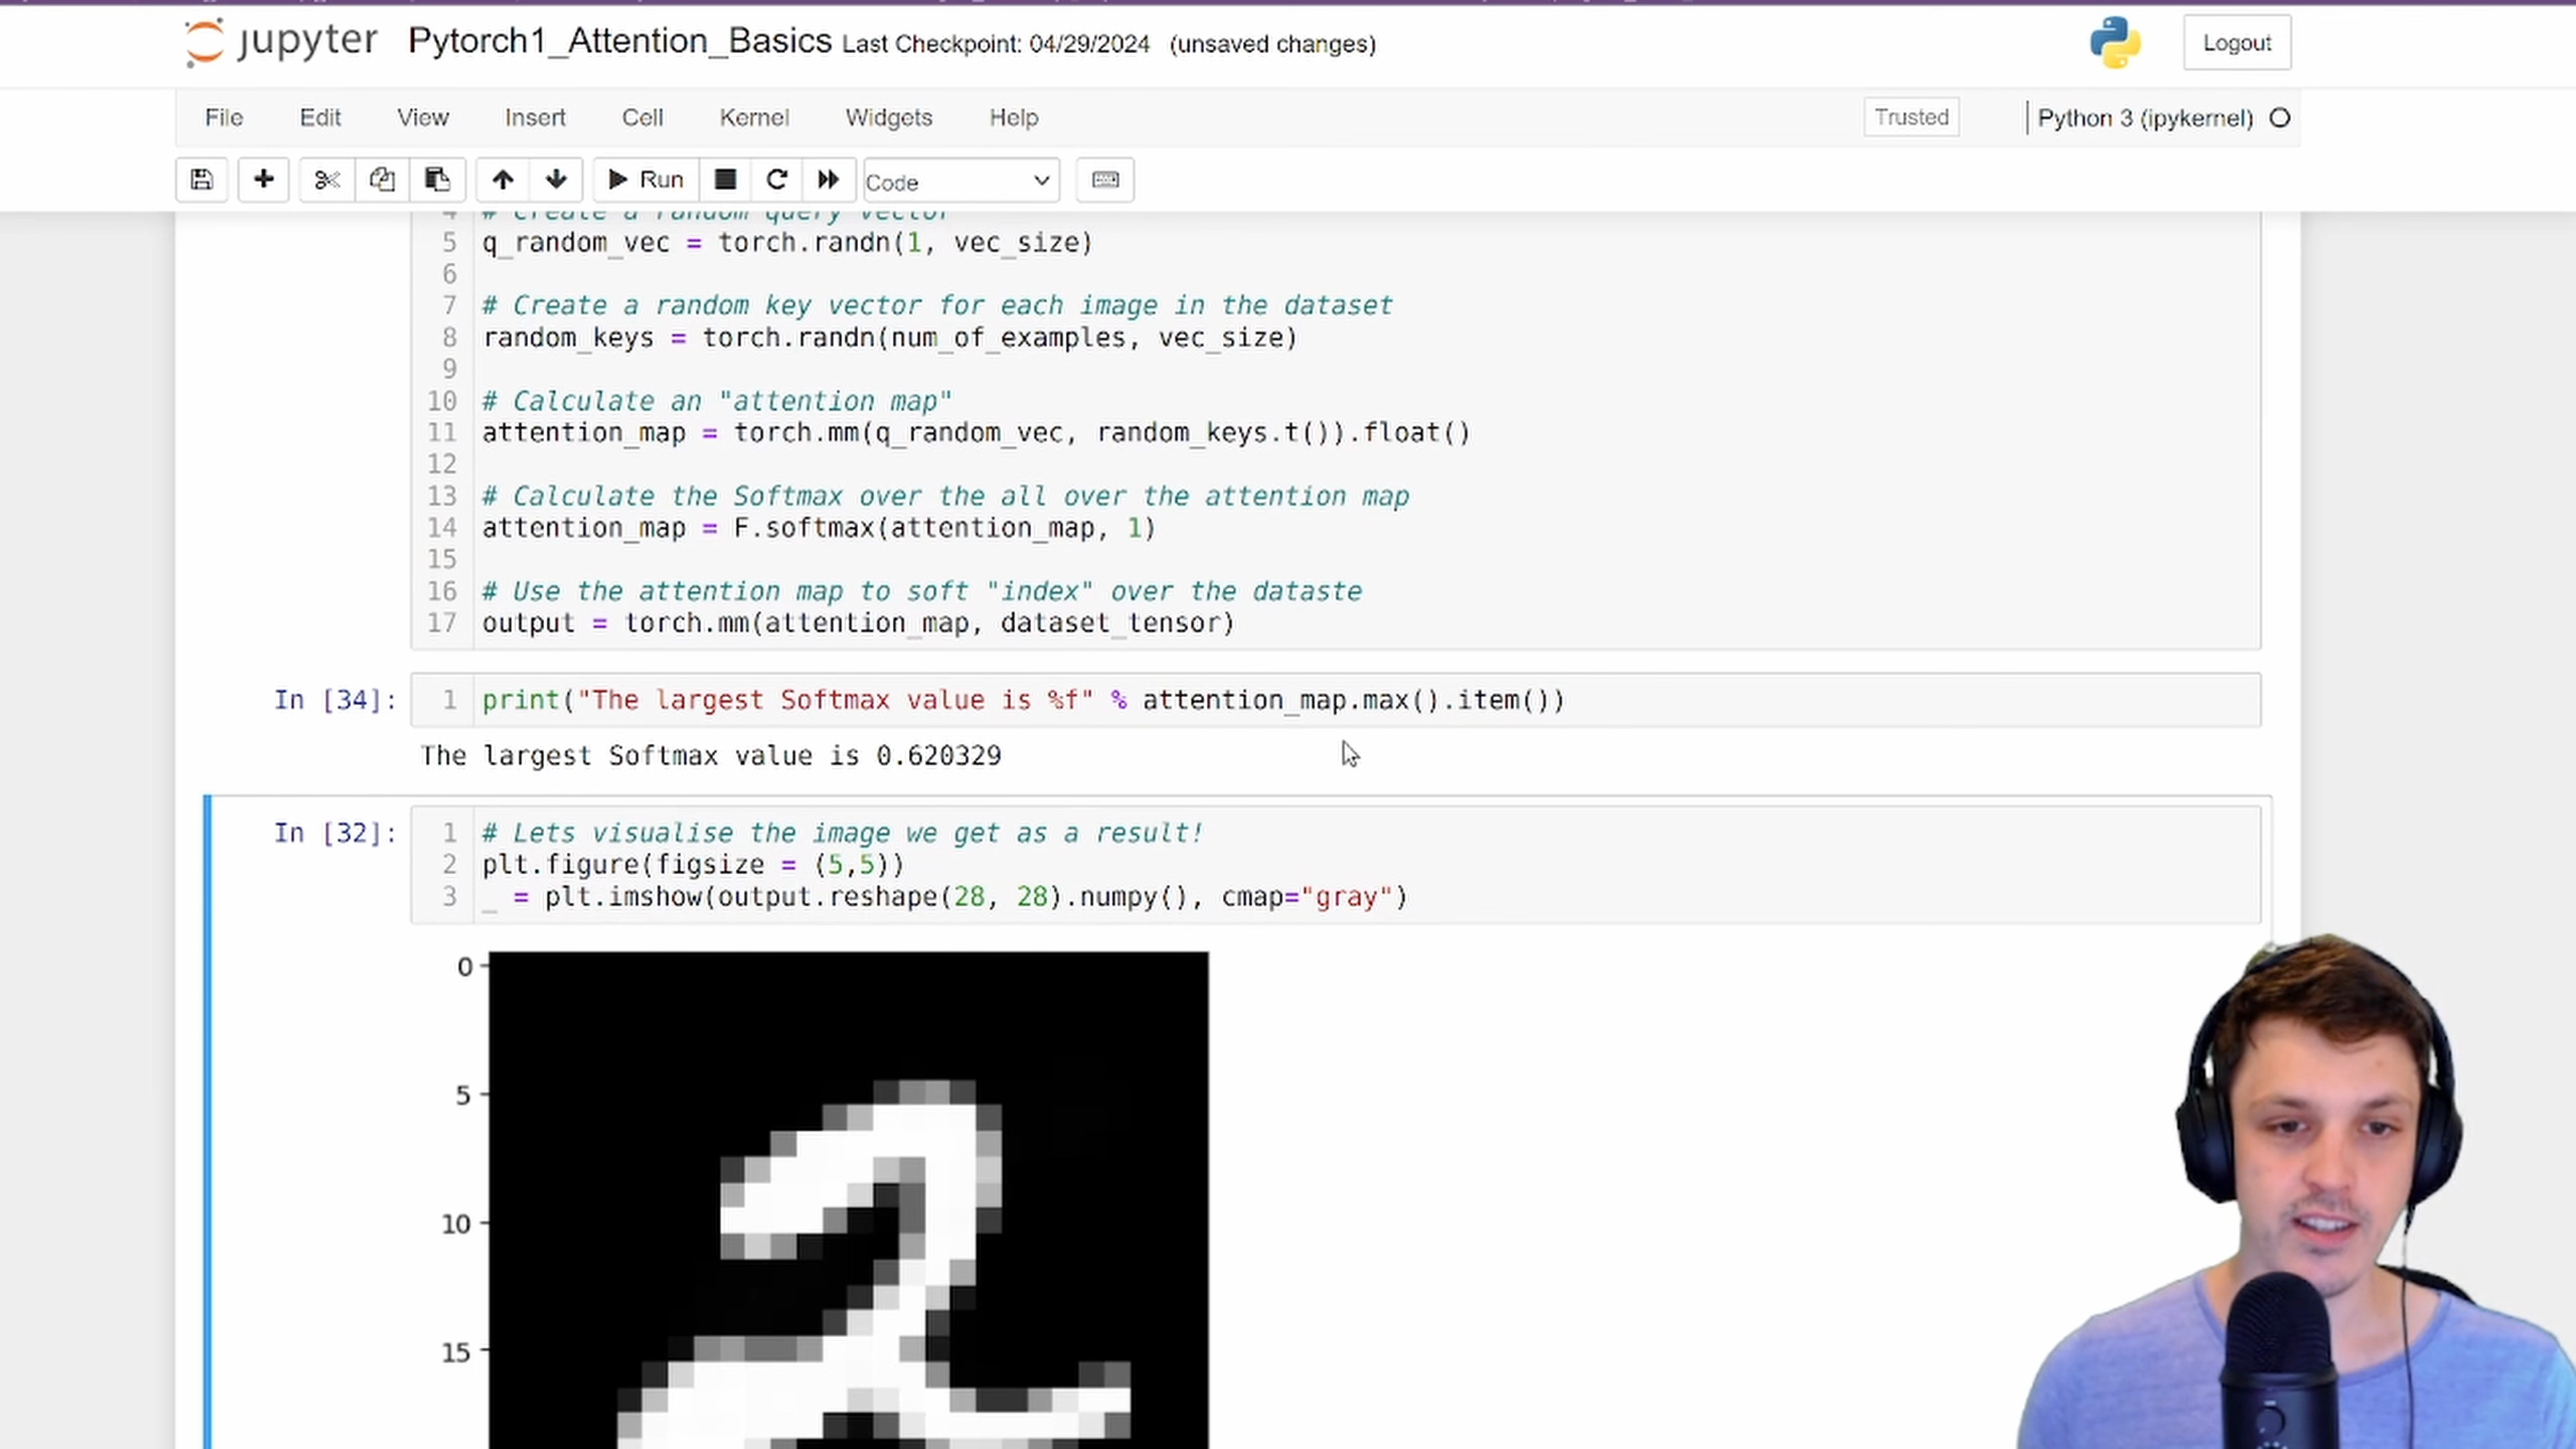 jupyter Pytorch1_Attention_Basics Last Checkpoint: 04/29/2024 (unsaved changes) Logout
File Edit View Insert Cell Kernel Widgets Help Trusted Python 3 (ipykernel)
Run Code
4 # Create a random query vector
5 q_random_vec = torch.randn(1, vec_size)
6
7 # Create a random key vector for each image in the dataset
8 random_keys = torch.randn(num_of_examples, vec_size)
9
10 # Calculate an "attention map"
11 attention_map = torch.mm(q_random_vec, random_keys.t()).float()
12
13 # Calculate the Softmax over the all over the attention map
14 attention_map = F.softmax(attention_map, 1)
15
16 # Use the attention map to soft "index" over the dataste
17 output = torch.mm(attention_map, dataset_tensor)
In [34]: 1 print("The largest Softmax value is %f" % attention_map.max().item())
The largest Softmax value is 0.620329
In [32]: 1 # Lets visualise the image we get as a result!
2 plt.figure(figsize = (5,5))
3 _ = plt.imshow(output.reshape(28, 28).numpy(), cmap="gray")
0
5
10
15